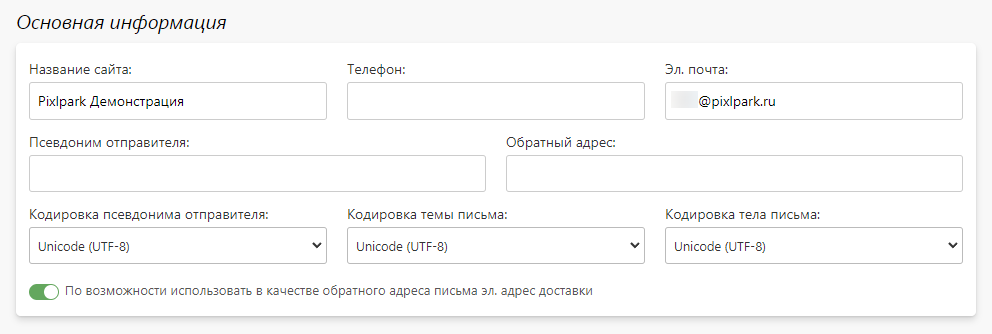 Основная информация
Название сайта: Телефон: Эл. почта:
Pixlpark Демонстрация @pixlpark.ru
Псевдоним отправителя: Обратный адрес:
Кодировка псевдонима отправителя: Кодировка темы письма: Кодировка тела письма:
Unicode (UTF-8) Unicode (UTF-8) Unicode (UTF-8)
По возможности использовать в качестве обратного адреса письма эл. адрес доставки